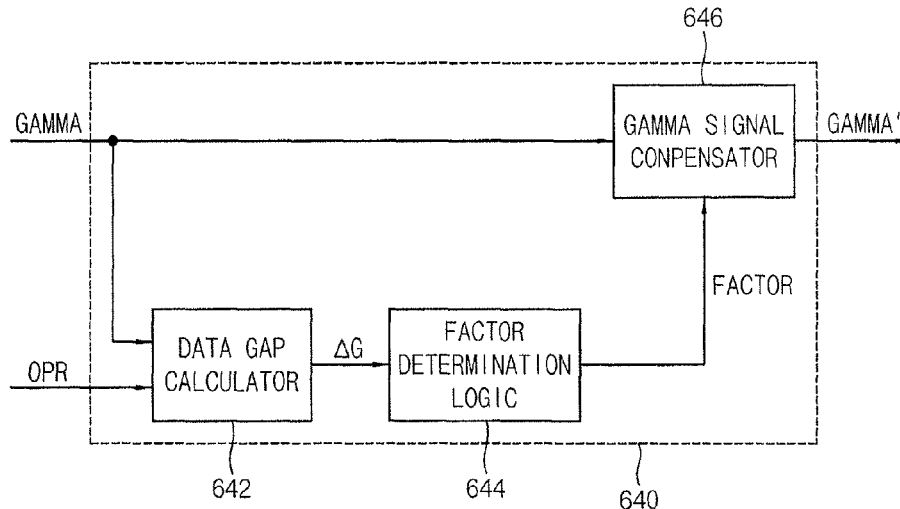 646
GAMMA
GAMMA SIGNAL
CONPENSATOR
GAMMA'
FACTOR
OPR
DATA GAP
CALCULATOR
ΔG
FACTOR
DETERMINATION
LOGIC
642
644
640